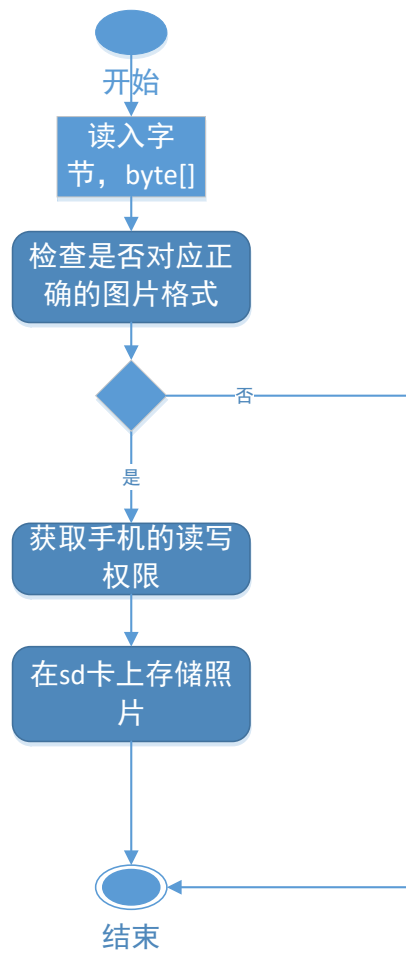 开始
读入字
节，byte[]
检查是否对应正
确的图片格式
否
是
获取手机的读写
权限
在sd卡上存储照
片
结束